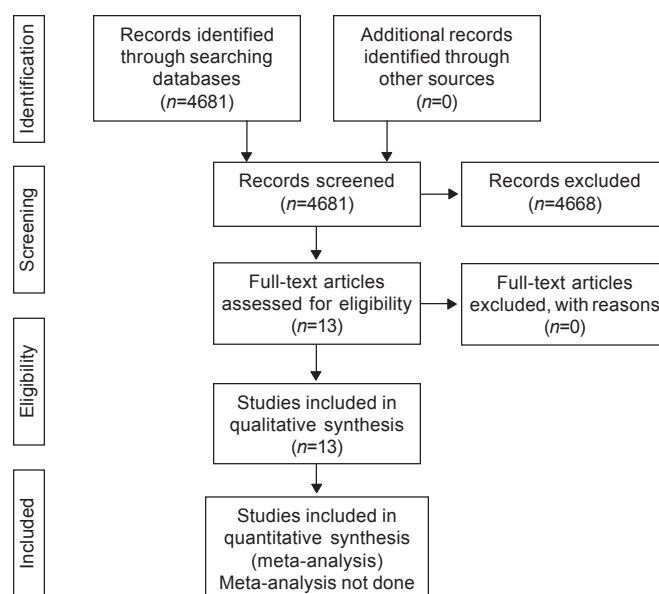 Identification
Records identified
through searching
databases
(n=4681)
Additional records
identified through
other sources
(n=0)
Screening
Records screened
(n=4681)
Records excluded
(n=4668)
Full-text articles
assessed for eligibility
(n=13)
Full-text articles
excluded, with reasons
(n=0)
Eligibility
Studies included in
qualitative synthesis
(n=13)
Included
Studies included in
quantitative synthesis
(meta-analysis)
Meta-analysis not done